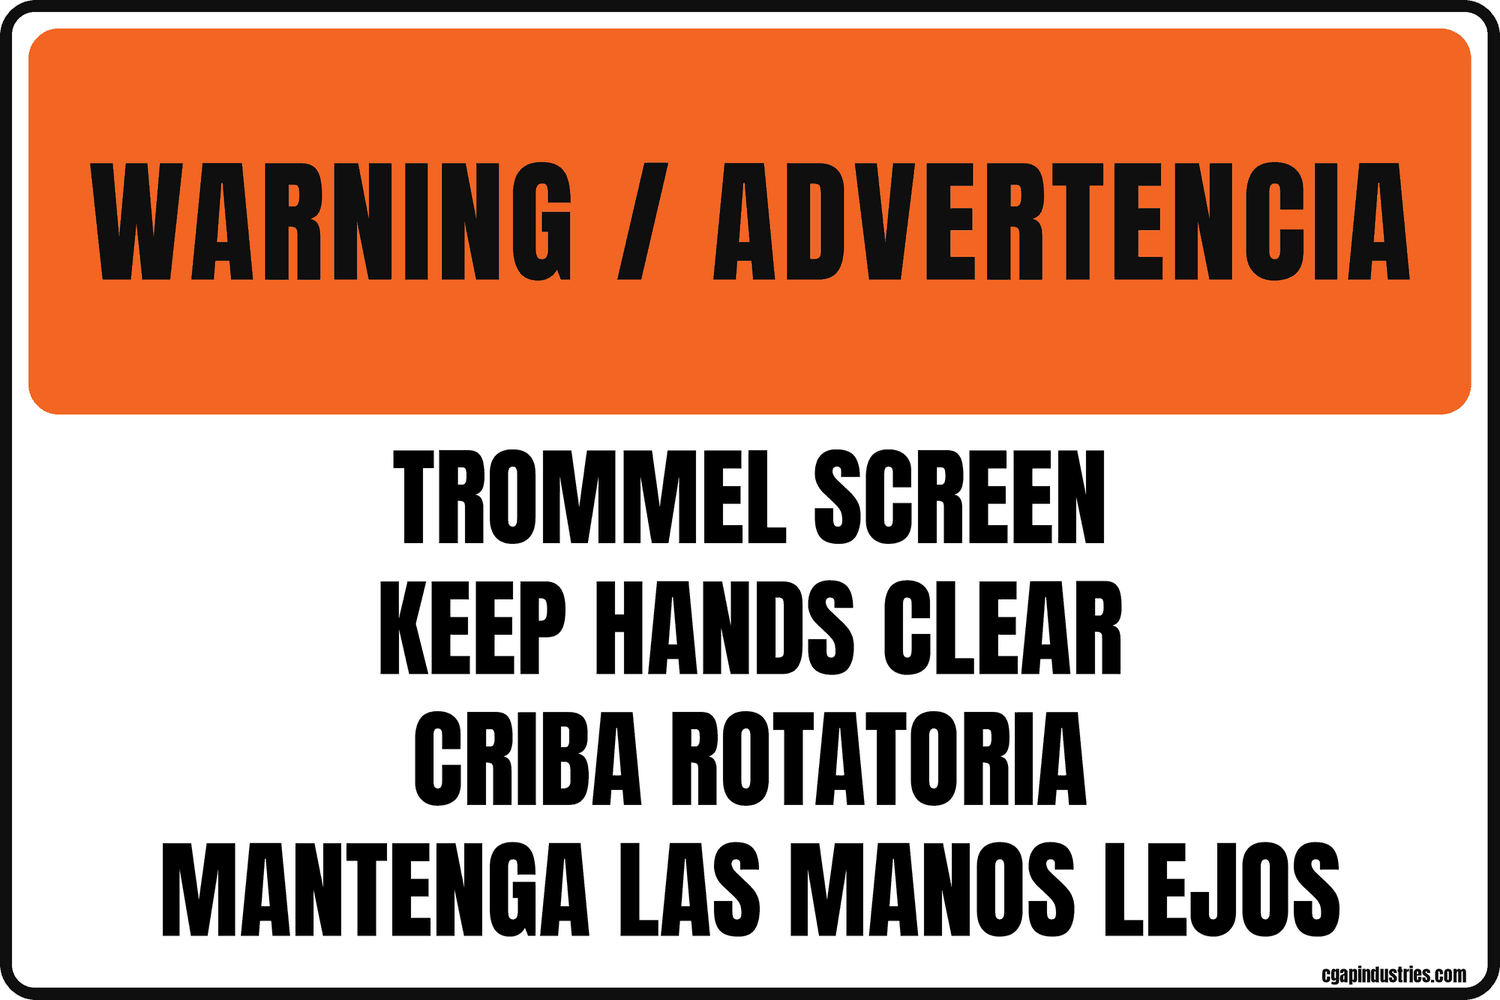 WARNING / ADVERTENCIA
TROMMEL SCREEN
KEEP HANDS CLEAR
CRIBA ROTATORIA
MANTENGA LAS MANOS LEJOS
cgapindustries.com